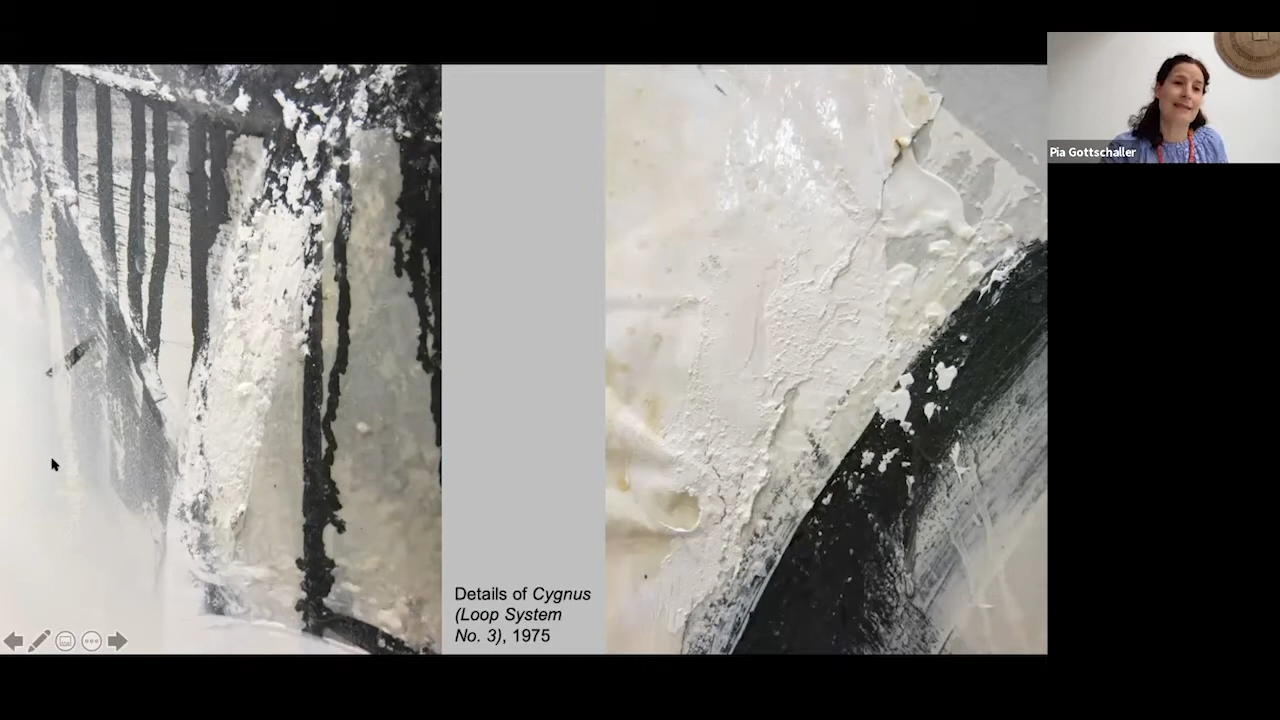 Pia Gottschaller
Details of Cygnus
(Loop System
No. 3), 1975